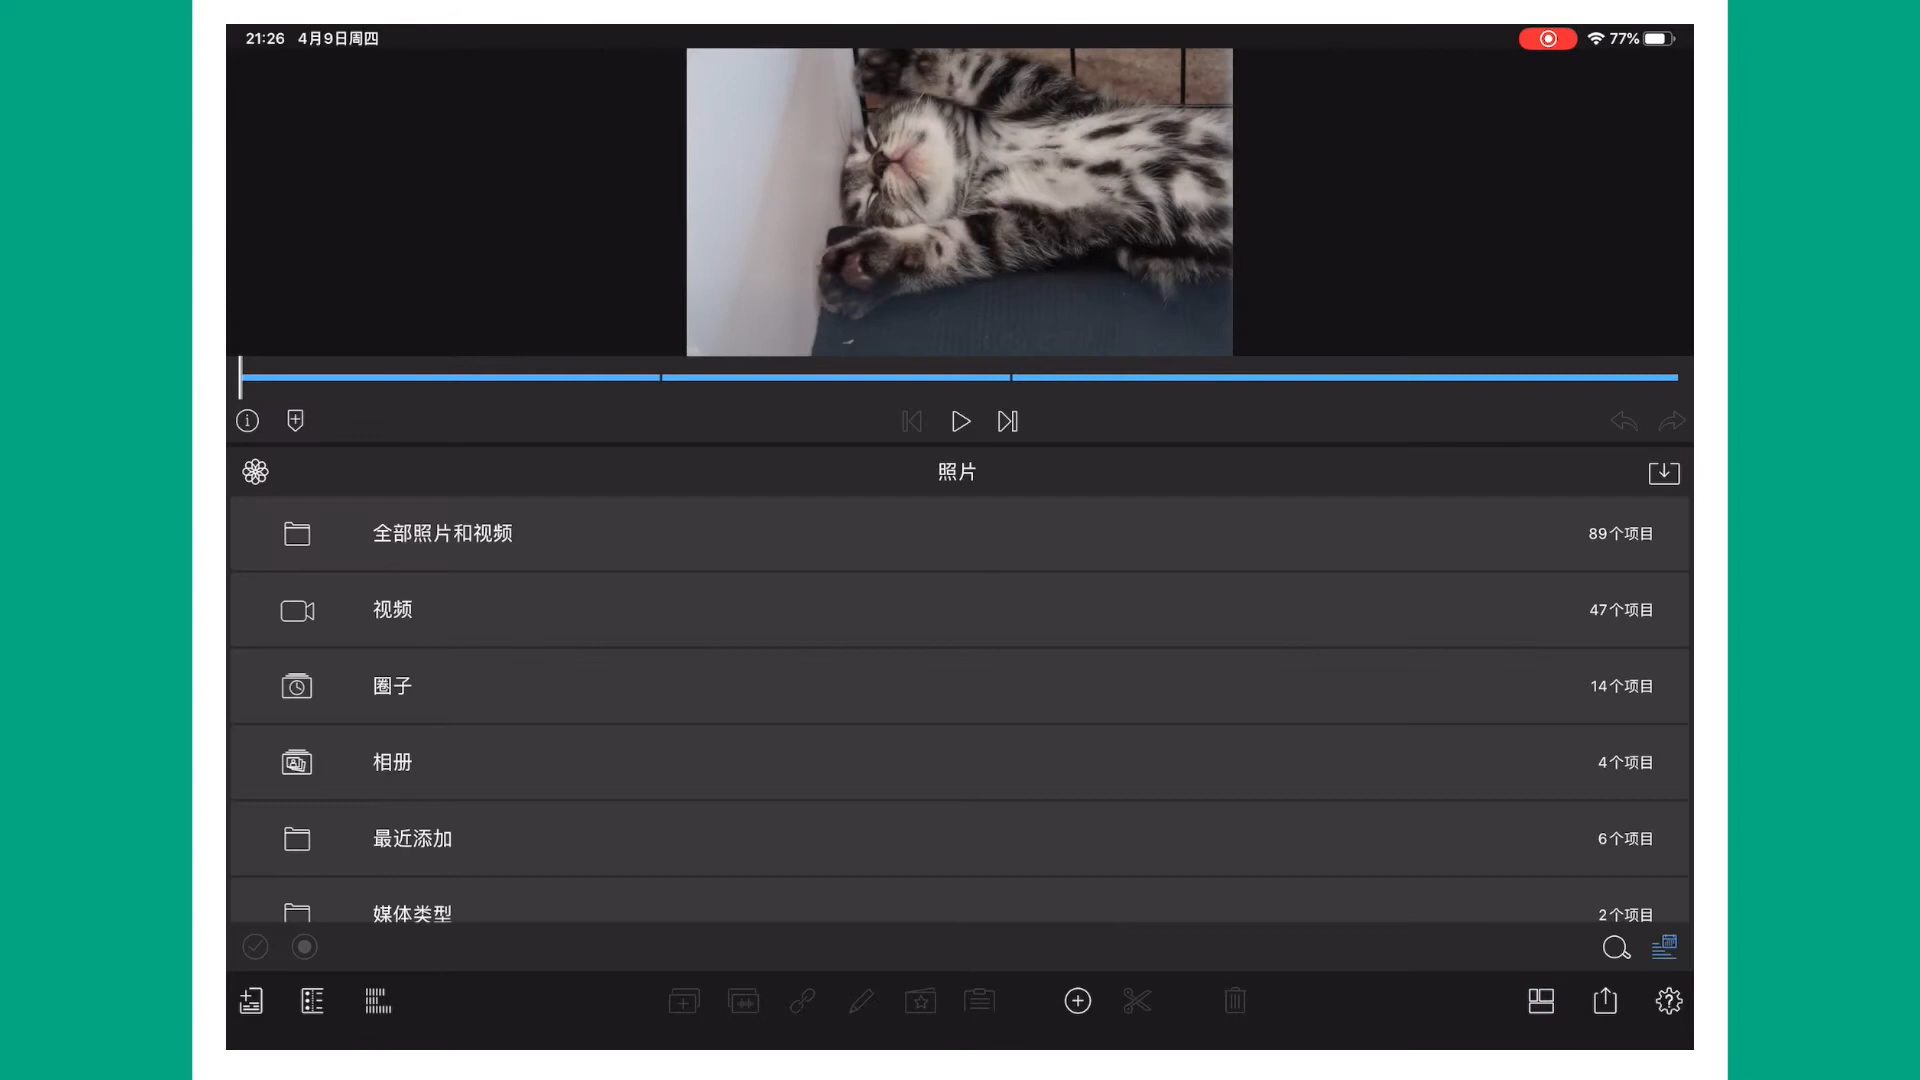 21:26 4月9日周四
77%
照片
全部照片和视频 89个项目
视频 47个项目
圈子 14个项目
相册 4个项目
最近添加 6个项目
媒体类型 2个项目